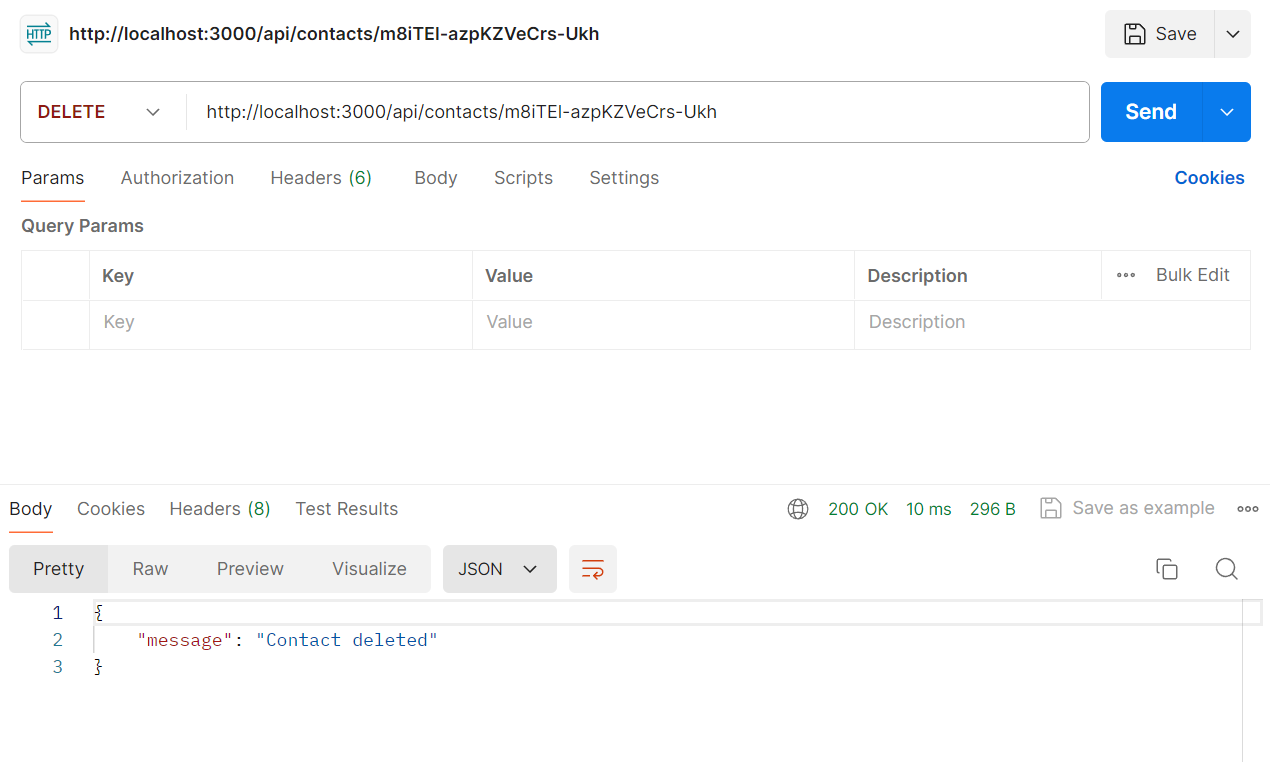 HTTP http://localhost:3000/api/contacts/m8iTEI-azpKZVeCrs-Ukh Save
DELETE http://localhost:3000/api/contacts/m8iTEI-azpKZVeCrs-Ukh Send
Params Authorization Headers (6) Body Scripts Settings Cookies
Query Params
Key Value Description Bulk Edit
Key Value Description
Body Cookies Headers (8) Test Results 200 OK 10 ms 296 B Save as example
Pretty Raw Preview Visualize JSON
1 {
2 "message": "Contact deleted"
3 }